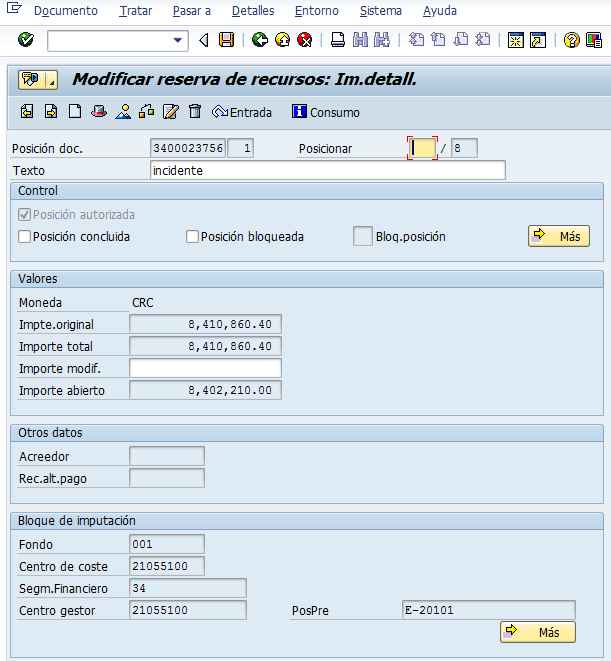 Documento Tratar Pasar a Detalles Entorno Sistema Ayuda
Modificar reserva de recursos: Im.detall.
Entrada Consumo
Posición doc. 3400023756 1 Posicionar / 8
Texto incidente
Control
Posición autorizada
Posición concluida Posición bloqueada Bloq.posición Más
Valores
Moneda CRC
Impte.original 8,410,860.40
Importe total 8,410,860.40
Importe modif.
Importe abierto 8,402,210.00
Otros datos
Acreedor
Rec.alt.pago
Bloque de imputación
Fondo 001
Centro de coste 21055100
Segm.Financiero 34
Centro gestor 21055100 PosPre E-20101
Más